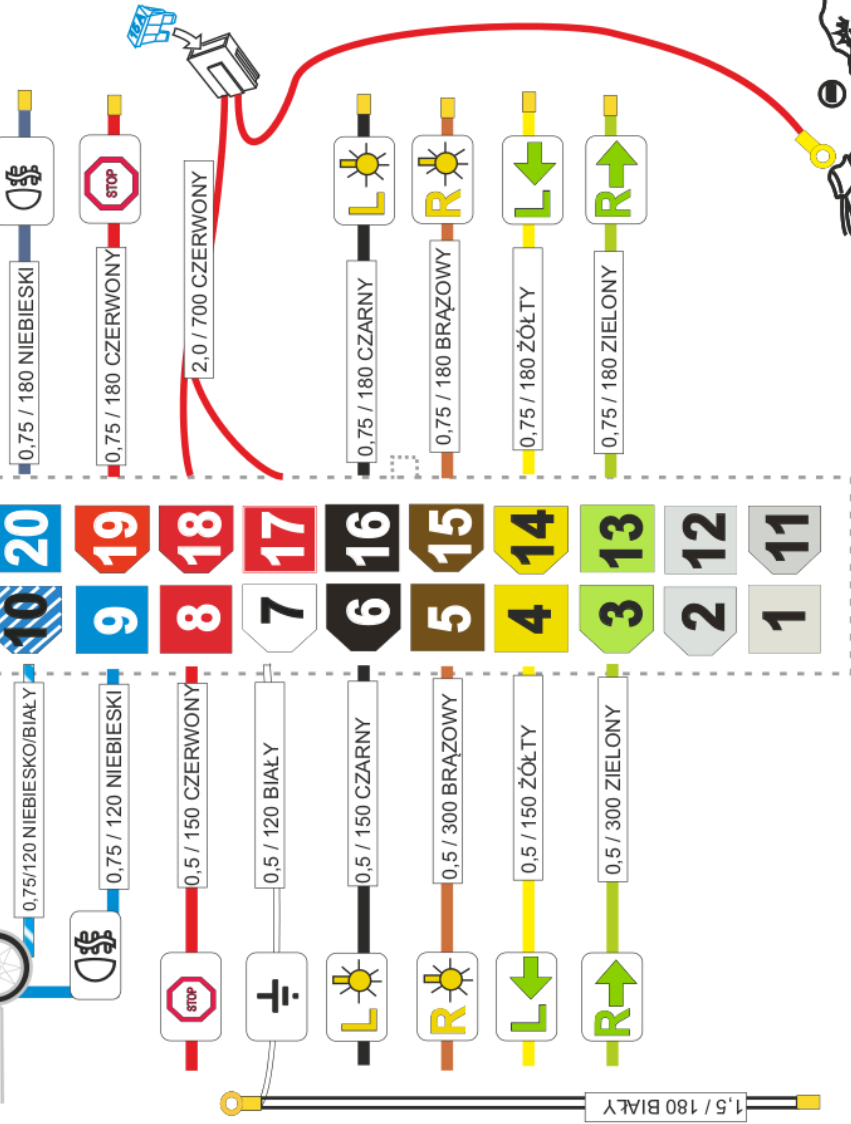 16A
STOP
L
R
L
R
0,75 / 180 NIEBIESKI
0,75 / 180 CZERWONY
2,0 / 700 CZERWONY
0,75 / 180 CZARNY
0,75 / 180 BRĄZOWY
0,75 / 180 ŻÓŁTY
0,75 / 180 ZIELONY
20 19 18 17 16 15 14 13 12 11
10 9 8 7 6 5 4 3 2 1
0,75/120 NIEBIESKO/BIAŁY
0,75 / 120 NIEBIESKI
0,5 / 150 CZERWONY
0,5 / 120 BIAŁY
0,5 / 150 CZARNY
0,5 / 300 BRĄZOWY
0,5 / 150 ŻÓŁTY
0,5 / 300 ZIELONY
STOP
L
R
L
R
1,5 / 180 BIAŁY